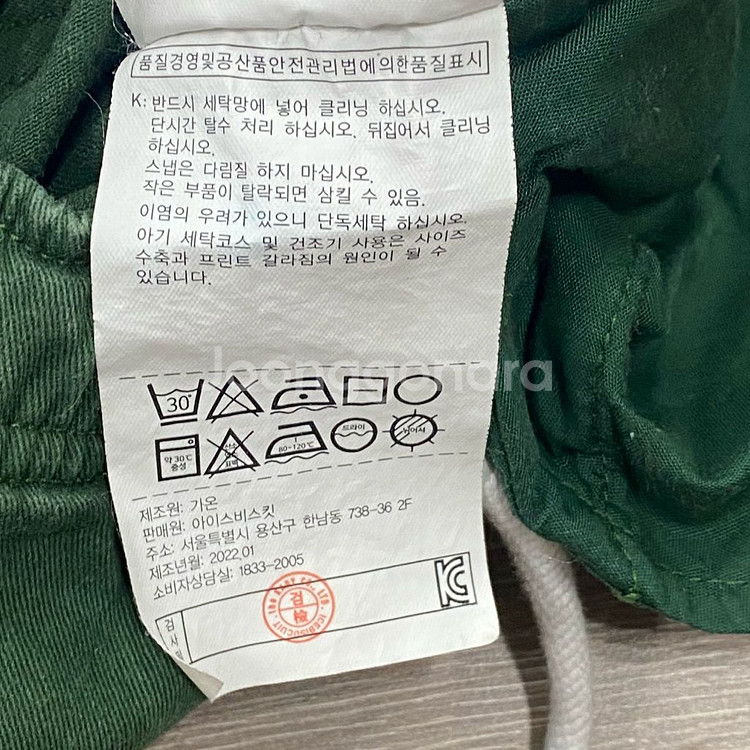 품질경영및공산품안전관리법에의한품질표시
K: 반드시 세탁망에 넣어 클리닝 하십시오.
단시간 탈수 처리 하십시오. 뒤집어서 클리닝
하십시오.
스냅은 다림질 하지 마십시오.
작은 부품이 탈락되면 삼킬 수 있음.
이염의 우려가 있으니 단독세탁 하십시오.
아기 세탁코스 및 건조기 사용은 사이즈
수축과 프린트 갈라짐의 원인이 될 수
있습니다.
joonggonara
30°
약 30℃
중성
산소
표백
1
80-120℃
드라이
제조원: 가온
판매원: 아이스비스킷
주소: 서울특별시 용산구 한남동 738-36 2F
제조년월: 2022.01
소비자상담실: 1833-2005
검사
검
檢
CO., LTD.
ICEBISCUIT
KC